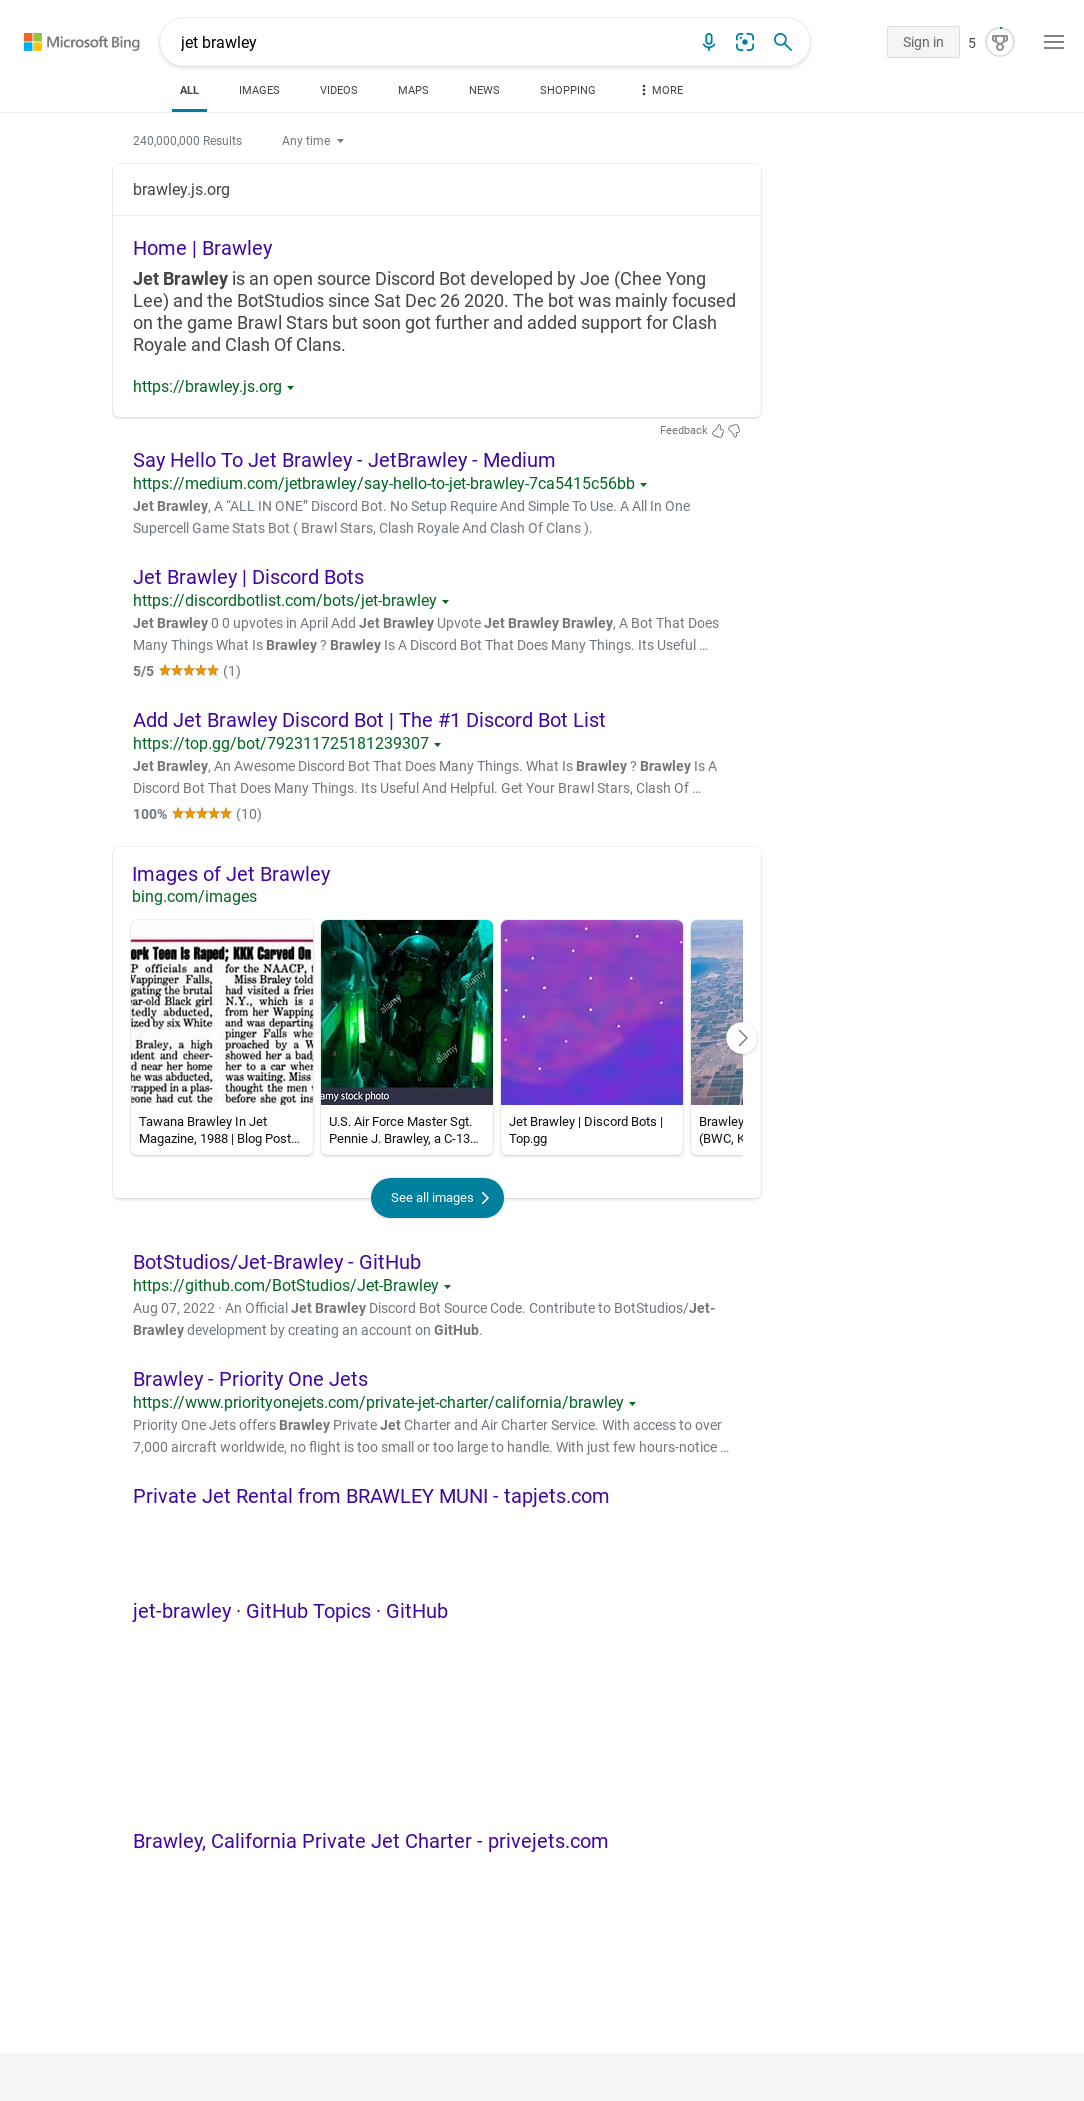 Microsoft Bing
jet brawley
Sign in
5
ALL
IMAGES
VIDEOS
MAPS
NEWS
SHOPPING
MORE
240,000,000 Results
Any time
brawley.js.org
Home | Brawley
Jet Brawley is an open source Discord Bot developed by Joe (Chee Yong
Lee) and the BotStudios since Sat Dec 26 2020. The bot was mainly focused
on the game Brawl Stars but soon got further and added support for Clash
Royale and Clash Of Clans.
https://brawley.js.org
Feedback
Say Hello To Jet Brawley - JetBrawley - Medium
https://medium.com/jetbrawley/say-hello-to-jet-brawley-7ca5415c56bb
Jet Brawley, A “ALL IN ONE” Discord Bot. No Setup Require And Simple To Use. A All In One
Supercell Game Stats Bot ( Brawl Stars, Clash Royale And Clash Of Clans ).
Jet Brawley | Discord Bots
https://discordbotlist.com/bots/jet-brawley
Jet Brawley 0 0 upvotes in April Add Jet Brawley Upvote Jet Brawley Brawley, A Bot That Does
Many Things What Is Brawley ? Brawley Is A Discord Bot That Does Many Things. Its Useful …
5/5 (1)
Add Jet Brawley Discord Bot | The #1 Discord Bot List
https://top.gg/bot/792311725181239307
Jet Brawley, An Awesome Discord Bot That Does Many Things. What Is Brawley ? Brawley Is A
Discord Bot That Does Many Things. Its Useful And Helpful. Get Your Brawl Stars, Clash Of …
100% (10)
Images of Jet Brawley
bing.com/images
ork Teen Is Raped; KKK Carved On
P officials and
Wappinger Falls,
gating the brutal
ear-old Black girl
tedly abducted,
ized by six White
Braley, a high
dent and cheer-
d near her home
he was abducted,
rapped in a plas-
eone had cut the
for the NAACP,
Miss Braley told
had visited a frie
N.Y., which is a
from her Wapping
and was departing
pinger Falls whe
proached by a W
showed her a bad
her to a car when
was waiting. Miss
thought the men
before she got ins
alamy
alamy
alamy
amy stock photo
Tawana Brawley In Jet
Magazine, 1988 | Blog Post…
U.S. Air Force Master Sgt.
Pennie J. Brawley, a C-13…
Jet Brawley | Discord Bots |
Top.gg
Brawley
(BWC, K
See all images
BotStudios/Jet-Brawley - GitHub
https://github.com/BotStudios/Jet-Brawley
Aug 07, 2022 · An Official Jet Brawley Discord Bot Source Code. Contribute to BotStudios/Jet-
Brawley development by creating an account on GitHub.
Brawley - Priority One Jets
https://www.priorityonejets.com/private-jet-charter/california/brawley
Priority One Jets offers Brawley Private Jet Charter and Air Charter Service. With access to over
7,000 aircraft worldwide, no flight is too small or too large to handle. With just few hours-notice …
Private Jet Rental from BRAWLEY MUNI - tapjets.com
jet-brawley · GitHub Topics · GitHub
Brawley, California Private Jet Charter - privejets.com